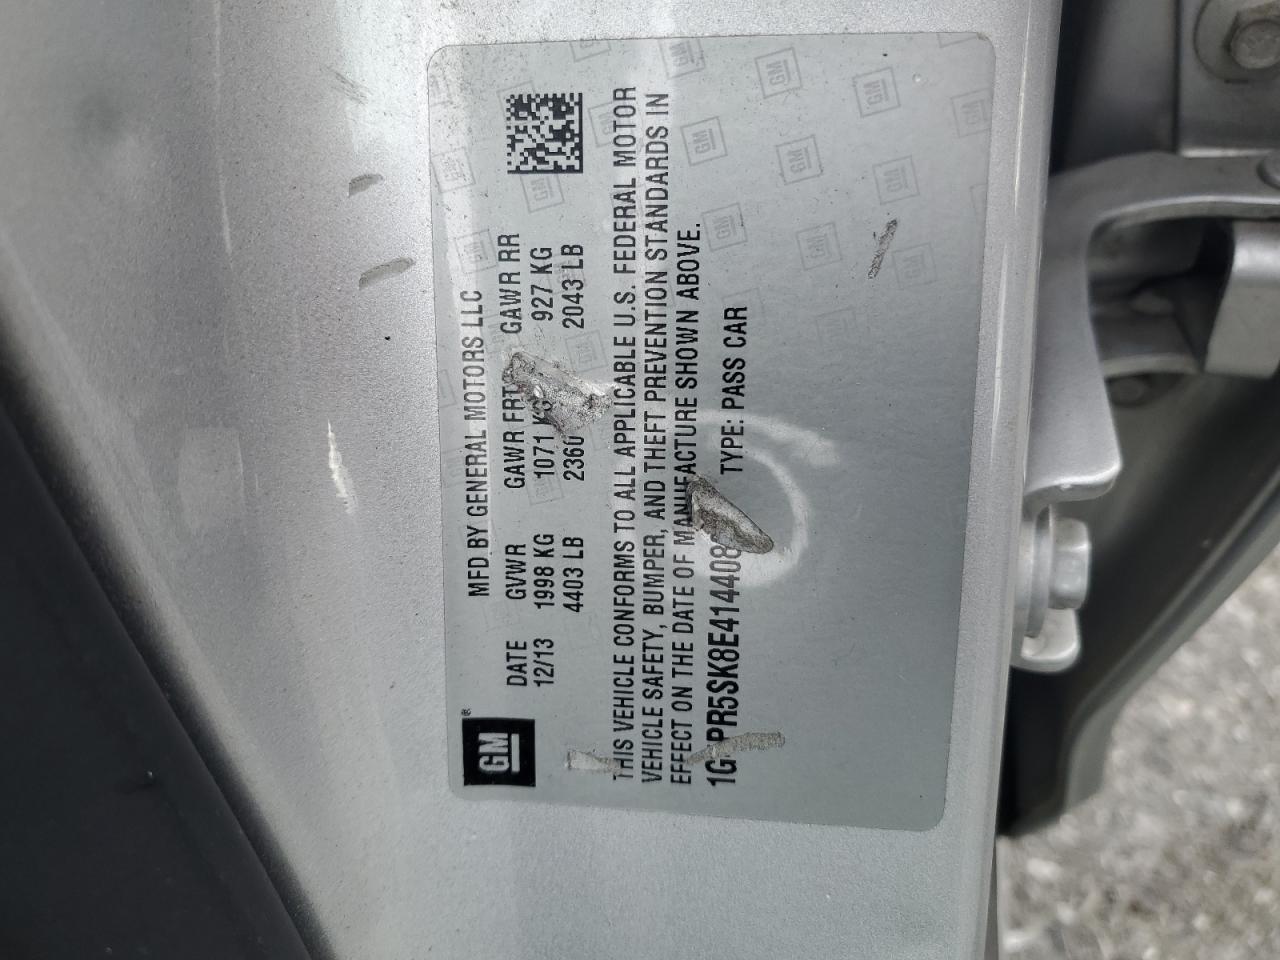 GM
MFD BY GENERAL MOTORS LLC
DATE GVWR GAWR FRT GAWR RR
12/13 1998 KG 1071 KG 927 KG
4403 LB 2360 2043 LB
THIS VEHICLE CONFORMS TO ALL APPLICABLE U.S. FEDERAL MOTOR
VEHICLE SAFETY, BUMPER, AND THEFT PREVENTION STANDARDS IN
EFFECT ON THE DATE OF MANUFACTURE SHOWN ABOVE.
TYPE: PASS CAR